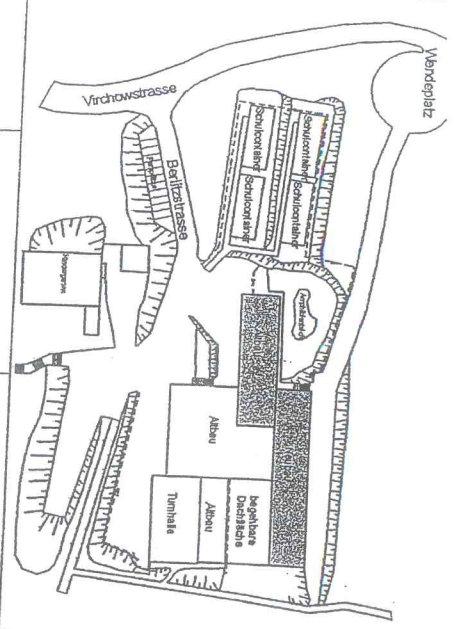 Wendeplatz
Virchowstrasse
Schulcontainer
Schulcontainer
Schulcontainer
Schulcontainer
Berlitzstrasse
Altbau
begehbare
Dachfläche
Altbau
Turnhalle